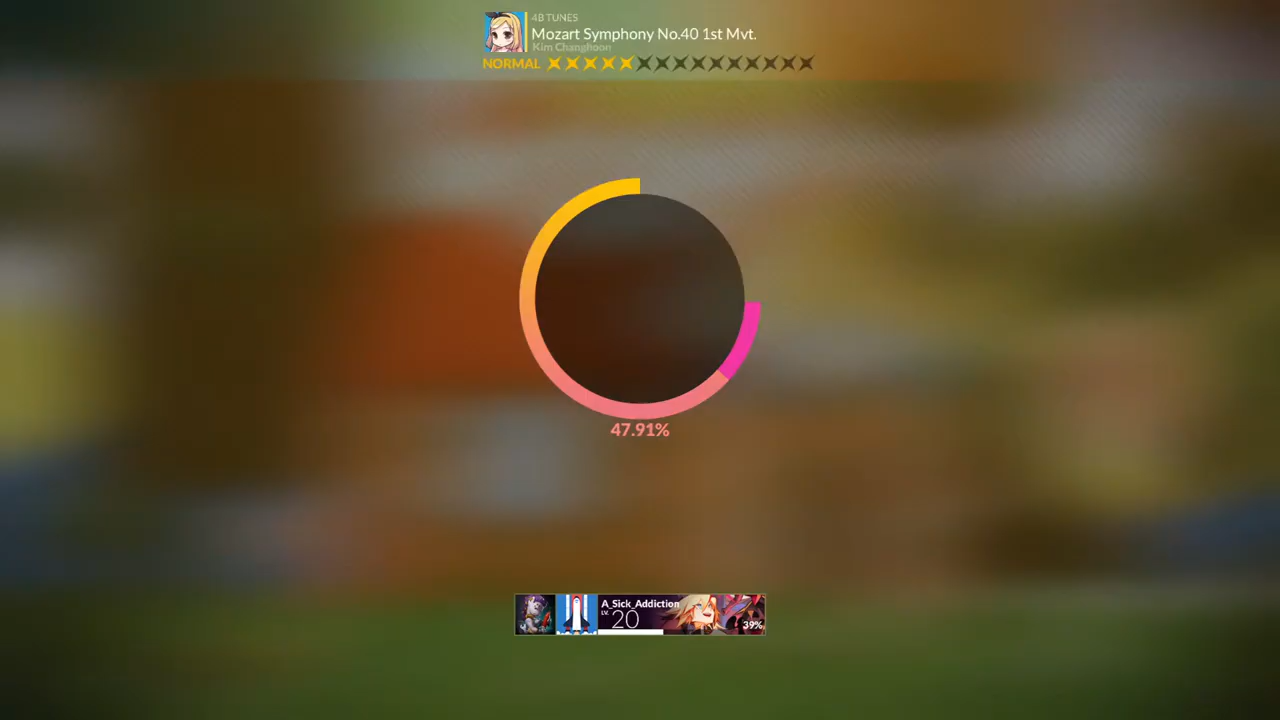 4B TUNES
Mozart Symphony No.40 1st Mvt.
Kim Changhoon
NORMAL
47.91%
A_Sick_Addiction
LV. 20
39%